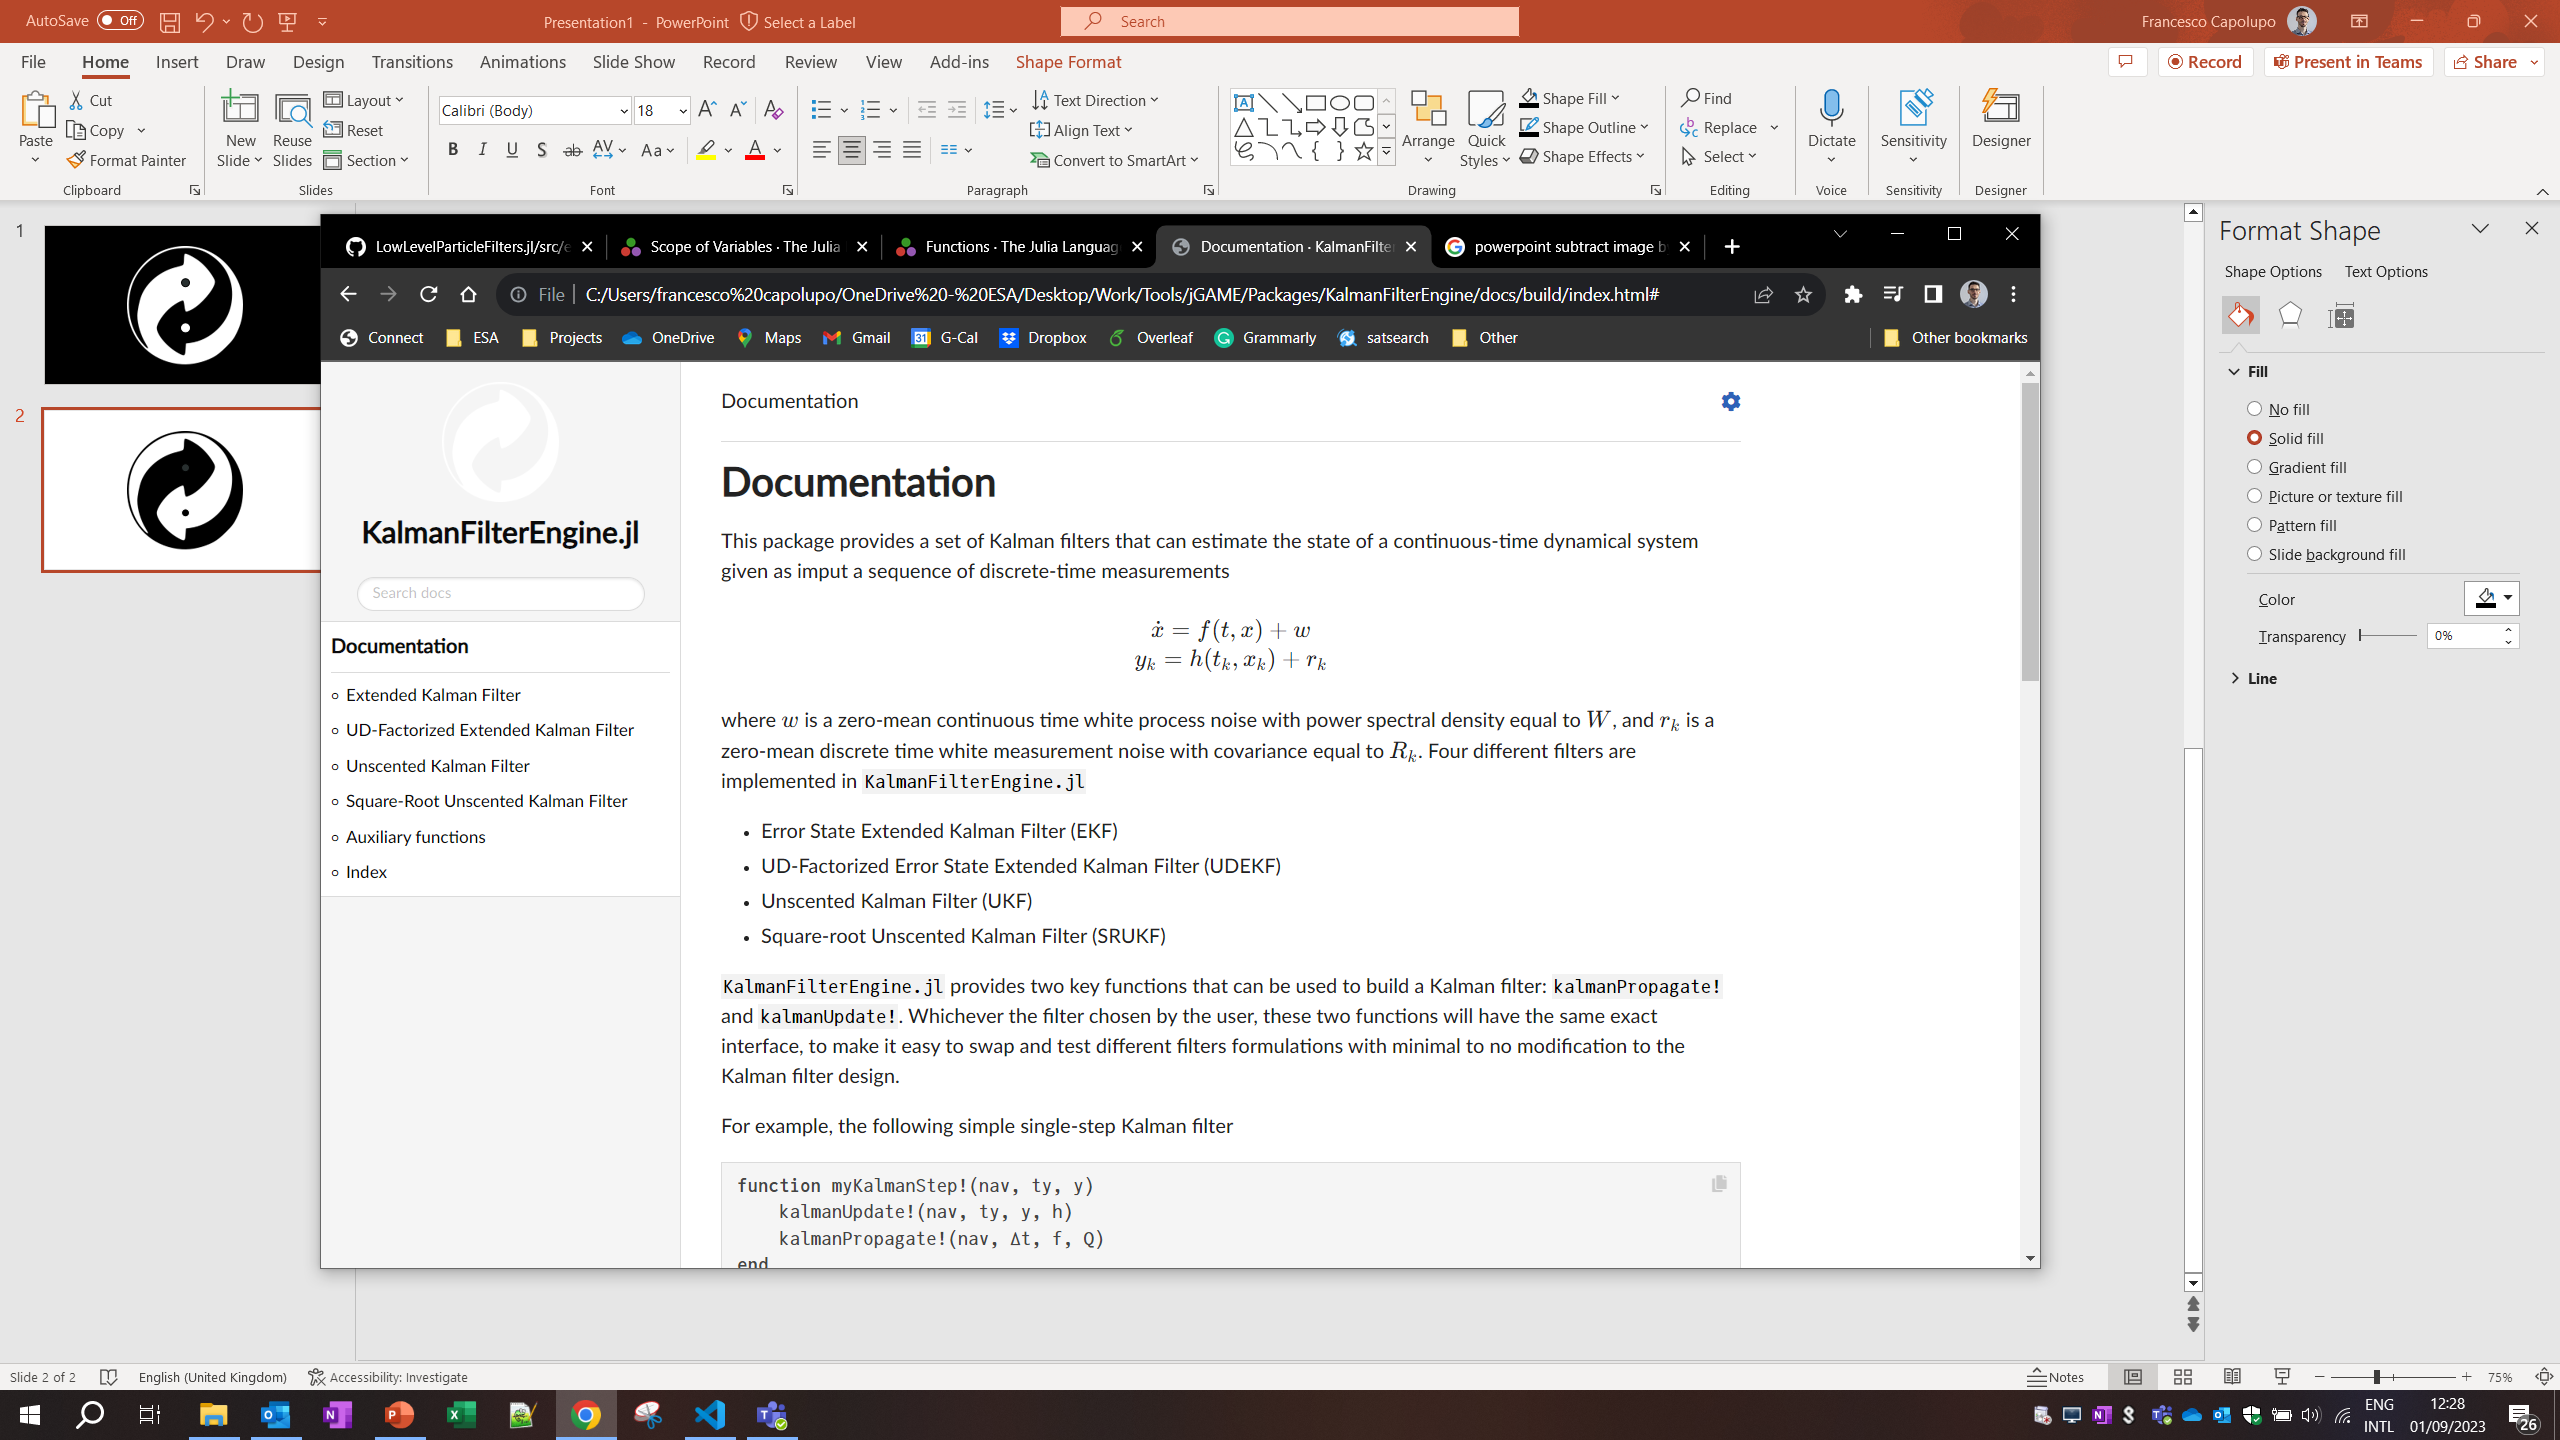 AutoSave Off Presentation1 - PowerPoint Select a Label Search Francesco Capolupo
File Home Insert Draw Design Transitions Animations Slide Show Record Review View Add-ins Shape Format Record Present in Teams Share
Paste Cut Copy Format Painter
New Slide Reuse Slides Layout Reset Section
Calibri (Body) 18
B I U S ab AV Aa A
Text Direction Align Text Convert to SmartArt
Arrange Quick Styles Shape Fill Shape Outline Shape Effects
Find Replace Select
Dictate Sensitivity Designer
Clipboard Slides Font Paragraph Drawing Editing Voice Sensitivity Designer
1
2
LowLevelParticleFilters.jl/src/e Scope of Variables · The Julia Functions · The Julia Languag Documentation · KalmanFilter powerpoint subtract image b
File C:/Users/francesco%20capolupo/OneDrive%20-%20ESA/Desktop/Work/Tools/jGAME/Packages/KalmanFilterEngine/docs/build/index.html#
Connect ESA Projects OneDrive Maps Gmail G-Cal Dropbox Overleaf Grammarly satsearch Other Other bookmarks
KalmanFilterEngine.jl
Search docs
Documentation
Extended Kalman Filter
UD-Factorized Extended Kalman Filter
Unscented Kalman Filter
Square-Root Unscented Kalman Filter
Auxiliary functions
Index
Documentation
Documentation
This package provides a set of Kalman filters that can estimate the state of a continuous-time dynamical system
given as imput a sequence of discrete-time measurements
ẋ = f(t, x) + w
yₖ = h(tₖ, xₖ) + rₖ
where w is a zero-mean continuous time white process noise with power spectral density equal to W, and rₖ is a
zero-mean discrete time white measurement noise with covariance equal to Rₖ. Four different filters are
implemented in KalmanFilterEngine.jl
• Error State Extended Kalman Filter (EKF)
• UD-Factorized Error State Extended Kalman Filter (UDEKF)
• Unscented Kalman Filter (UKF)
• Square-root Unscented Kalman Filter (SRUKF)
KalmanFilterEngine.jl provides two key functions that can be used to build a Kalman filter: kalmanPropagate!
and kalmanUpdate!. Whichever the filter chosen by the user, these two functions will have the same exact
interface, to make it easy to swap and test different filters formulations with minimal to no modification to the
Kalman filter design.
For example, the following simple single-step Kalman filter
function myKalmanStep!(nav, ty, y)
kalmanUpdate!(nav, ty, y, h)
kalmanPropagate!(nav, Δt, f, Q)
end
Format Shape
Shape Options Text Options
Fill
No fill
Solid fill
Gradient fill
Picture or texture fill
Pattern fill
Slide background fill
Color
Transparency 0%
Line
Slide 2 of 2 English (United Kingdom) Accessibility: Investigate Notes 75%
ENG 12:28
INTL 01/09/2023 26